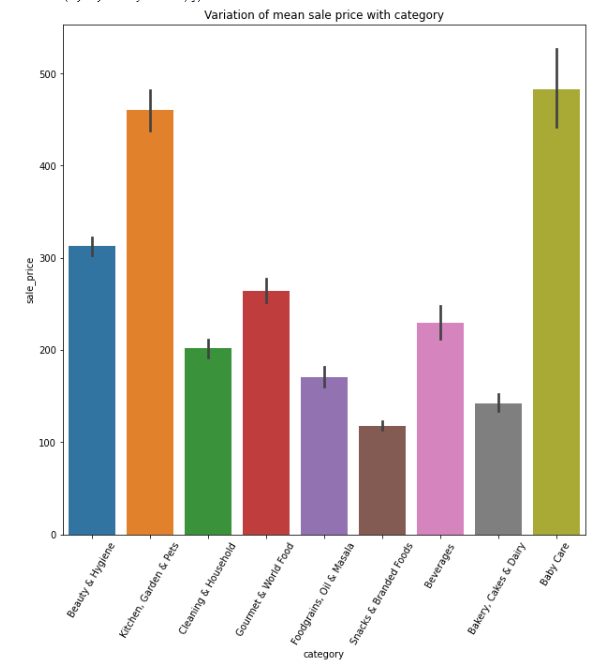 Variation of mean sale price with category
500
400
300
200
100
0
sale_price
Beauty & Hygiene
Kitchen, Garden & Pets
Cleaning & Household
Gourmet & World Food
Foodgrains, Oil & Masala
Snacks & Branded Foods
Beverages
Bakery, Cakes & Dairy
Baby Care
category